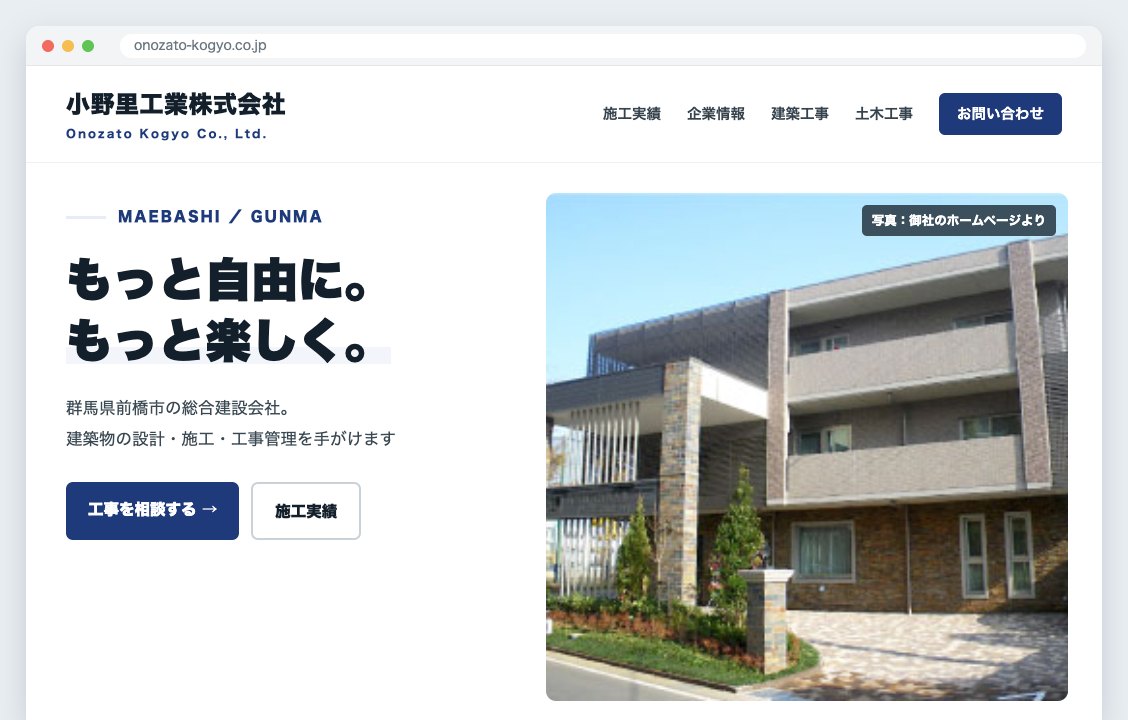 onozato-kogyo.co.jp
小野里工業株式会社
Onozato Kogyo Co., Ltd.
施工実績 企業情報 建築工事 土木工事 お問い合わせ
MAEBASHI ／ GUNMA
もっと自由に。
もっと楽しく。
群馬県前橋市の総合建設会社。
建築物の設計・施工・工事管理を手がけます
工事を相談する →
施工実績
写真：御社のホームページより